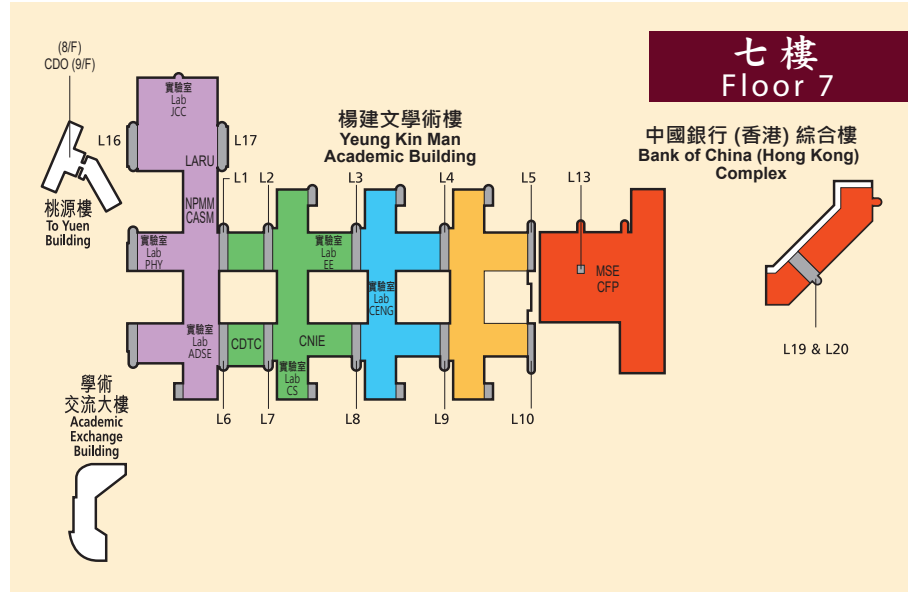 (8/F)
CDO (9/F)
七樓
Floor 7
實驗室
Lab
JCC
L16
L17
LARU
楊建文學術樓
Yeung Kin Man
Academic Building
中國銀行 (香港) 綜合樓
Bank of China (Hong Kong)
Complex
L1
L2
L3
L4
L5
L13
桃源樓
To Yuen
Building
NPMM
CASM
實驗室
Lab
PHY
實驗室
Lab
EE
MSE
CFP
實驗室
Lab
CENG
實驗室
Lab
ADSE
CDTC
CNIE
實驗室
Lab
CS
L19 & L20
學術
交流大樓
Academic
Exchange
Building
L6
L7
L8
L9
L10